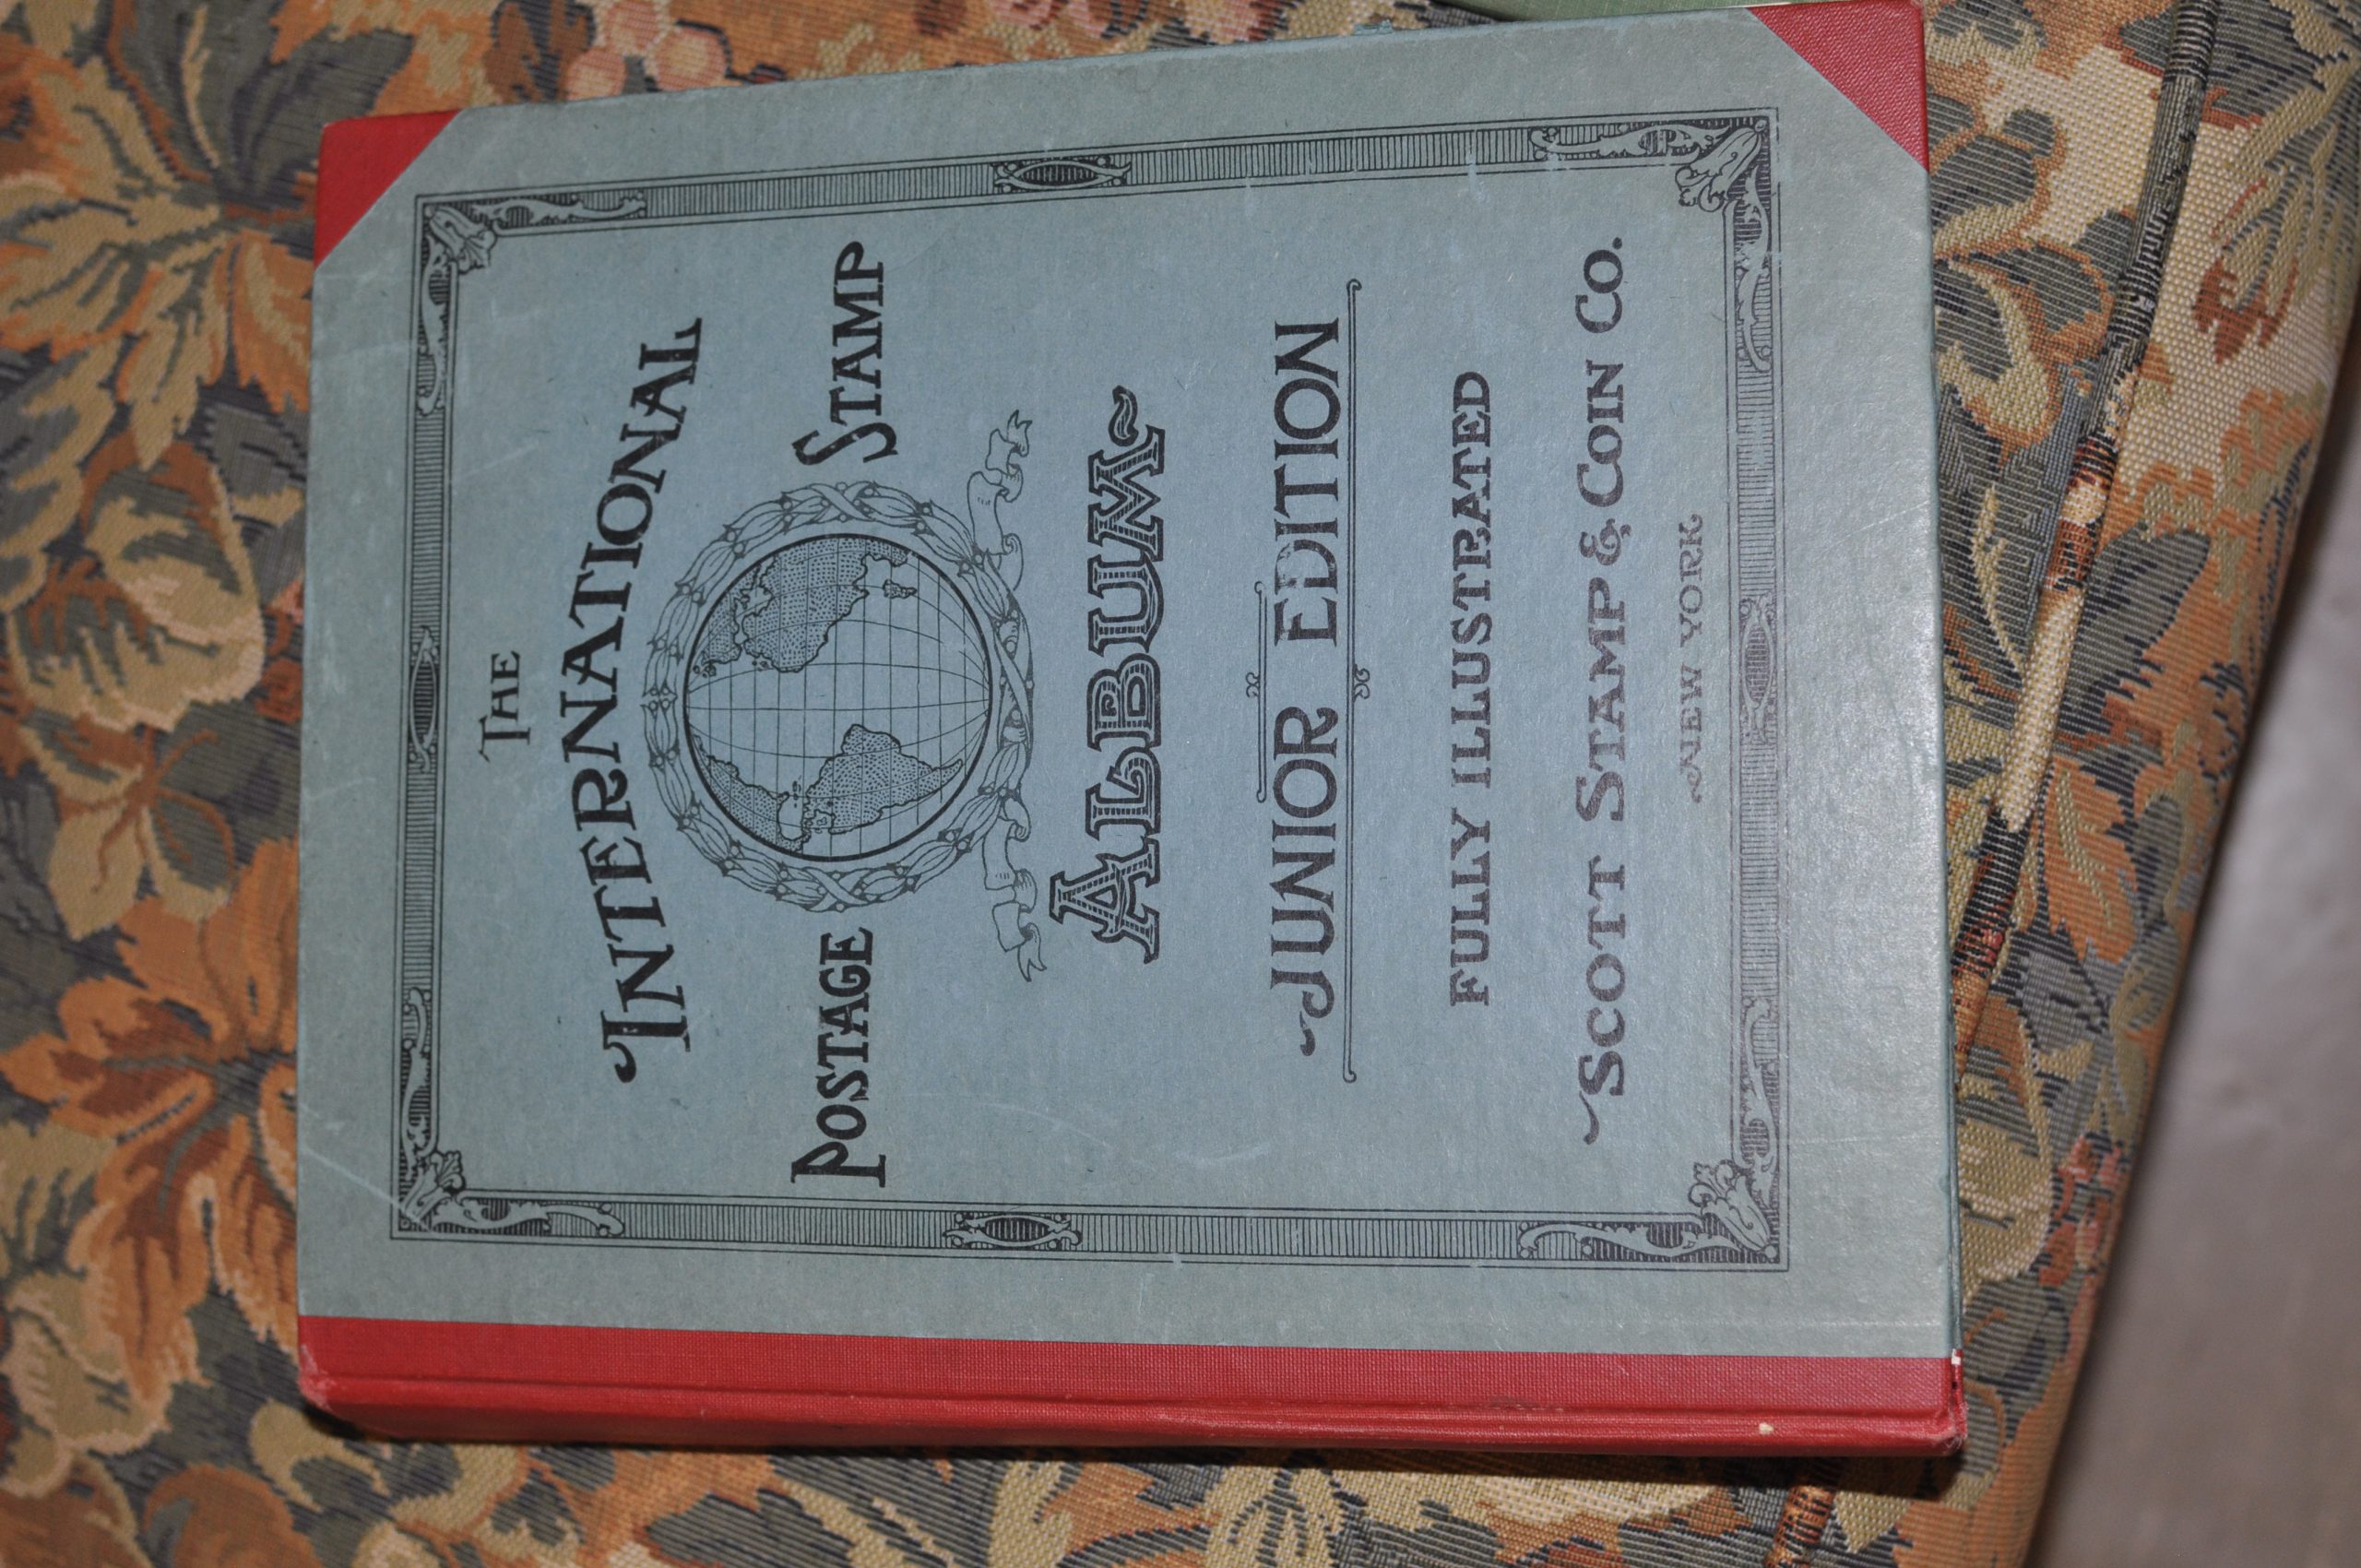 THE
INTERNATIONAL
POSTAGE STAMP
ALBUM
JUNIOR EDITION
FULLY ILLUSTRATED
SCOTT STAMP & COIN CO.
NEW YORK